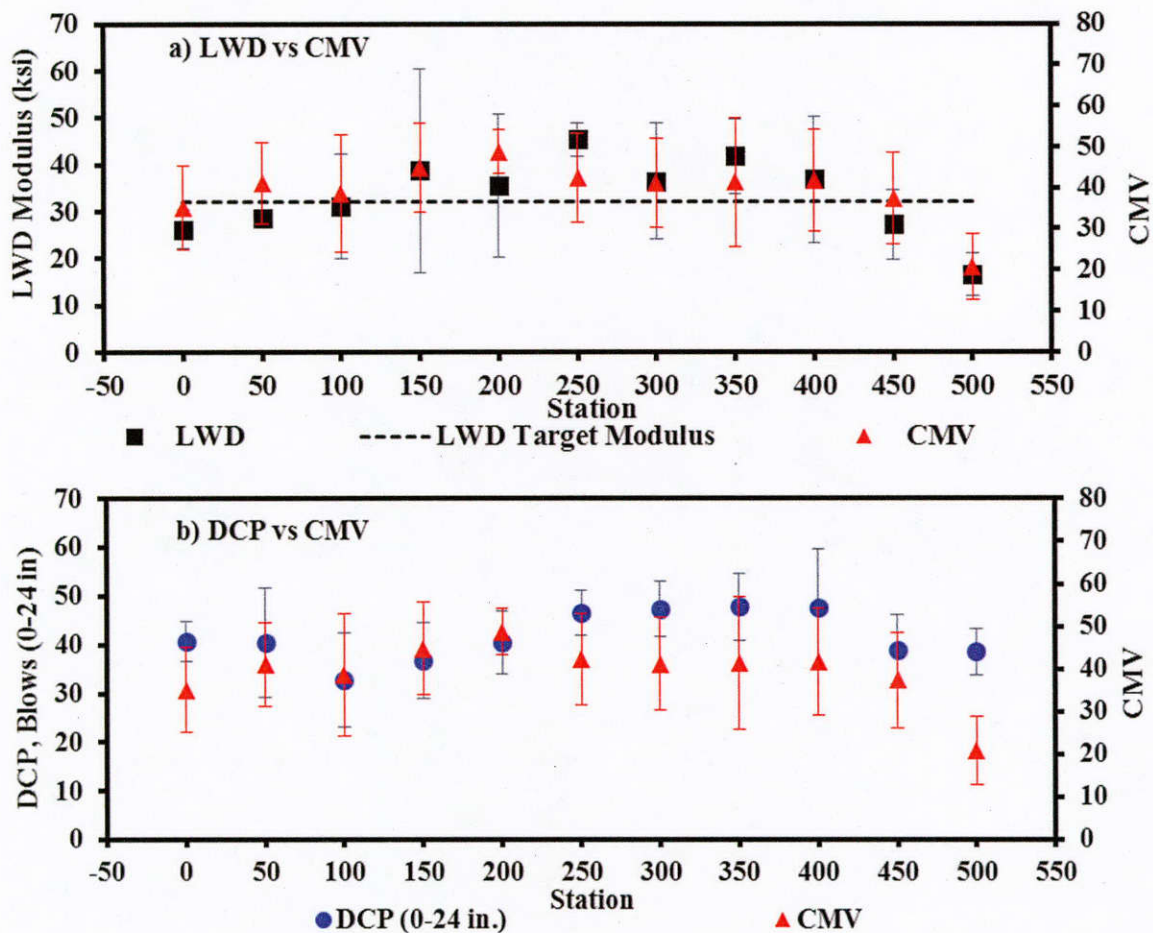 70
60
50
40
30
20
10
0
LWD Modulus (ksi)
a) LWD vs CMV
80
70
60
50
40
30
20
10
0
CMV
-50 0 50 100 150 200 250 300 350 400 450 500 550
Station
LWD LWD Target Modulus CMV
70
60
50
40
30
20
10
0
DCP, Blows (0-24 in)
b) DCP vs CMV
80
70
60
50
40
30
20
10
0
CMV
-50 0 50 100 150 200 250 300 350 400 450 500 550
Station
DCP (0-24 in.) CMV